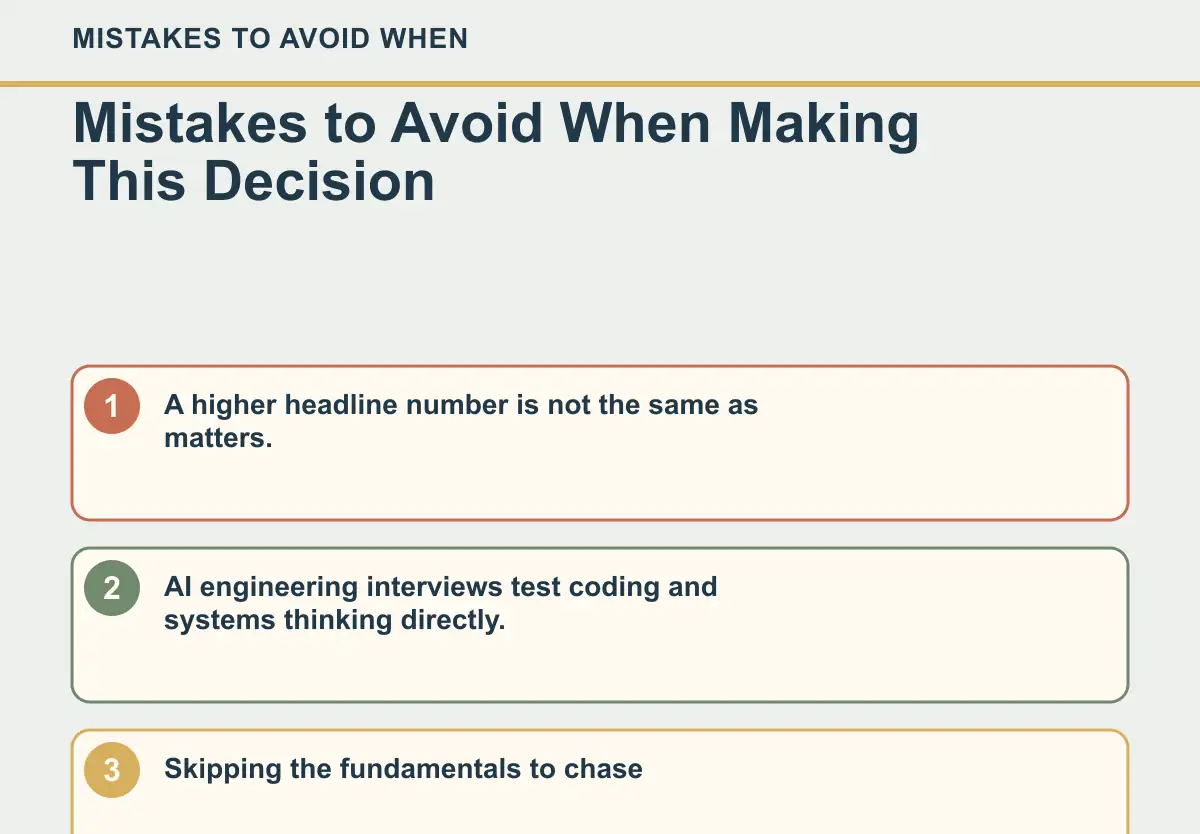 MISTAKES TO AVOID WHEN
Mistakes to Avoid When Making
This Decision
1
A higher headline number is not the same as
matters.
2
AI engineering interviews test coding and
systems thinking directly.
3
Skipping the fundamentals to chase